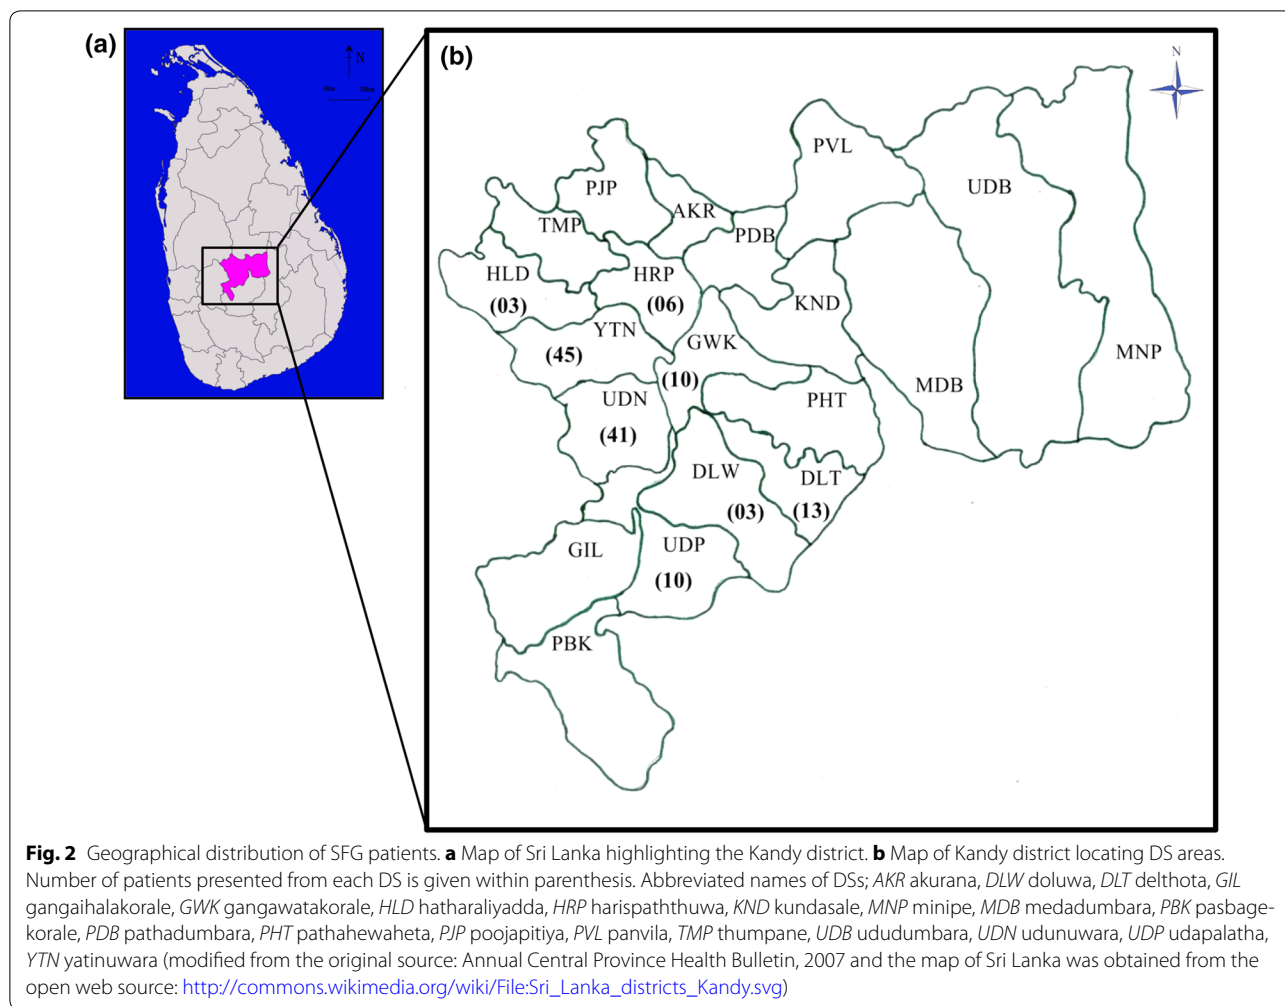 (a)
N
(b)
N
PVL
UDB
PJP
AKR
TMP
PDB
HLD
HRP
(03)
(06)
KND
YTN
GWK
(45)
MNP
(10)
MDB
UDN
PHT
(41)
DLW
DLT
(03)
(13)
GIL
UDP
(10)
PBK
Fig. 2 Geographical distribution of SFG patients. a Map of Sri Lanka highlighting the Kandy district. b Map of Kandy district locating DS areas.
Number of patients presented from each DS is given within parenthesis. Abbreviated names of DSs; AKR akurana, DLW doluwa, DLT delthota, GIL
gangaihalakorale, GWK gangawatakorale, HLD hatharaliyadda, HRP harispaththuwa, KND kundasale, MNP minipe, MDB medadumbara, PBK pasbage-
korale, PDB pathadumbara, PHT pathahewaheta, PJP poojapitiya, PVL panvila, TMP thumpane, UDB ududumbara, UDN udunuwara, UDP udapalatha,
YTN yatinuwara (modified from the original source: Annual Central Province Health Bulletin, 2007 and the map of Sri Lanka was obtained from the
open web source: http://commons.wikimedia.org/wiki/File:Sri_Lanka_districts_Kandy.svg)